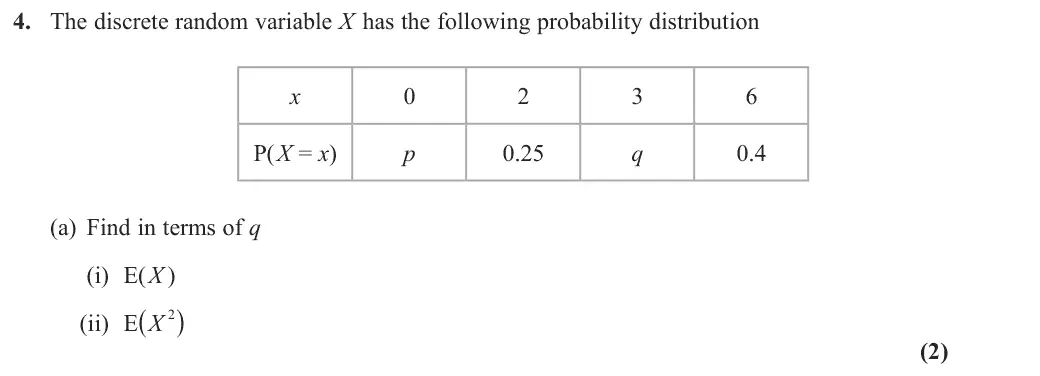 4. The discrete random variable X has the following probability distribution
x 0 2 3 6
P(X = x) p 0.25 q 0.4
(a) Find in terms of q
(i) E(X)
(ii) E(X²)
(2)